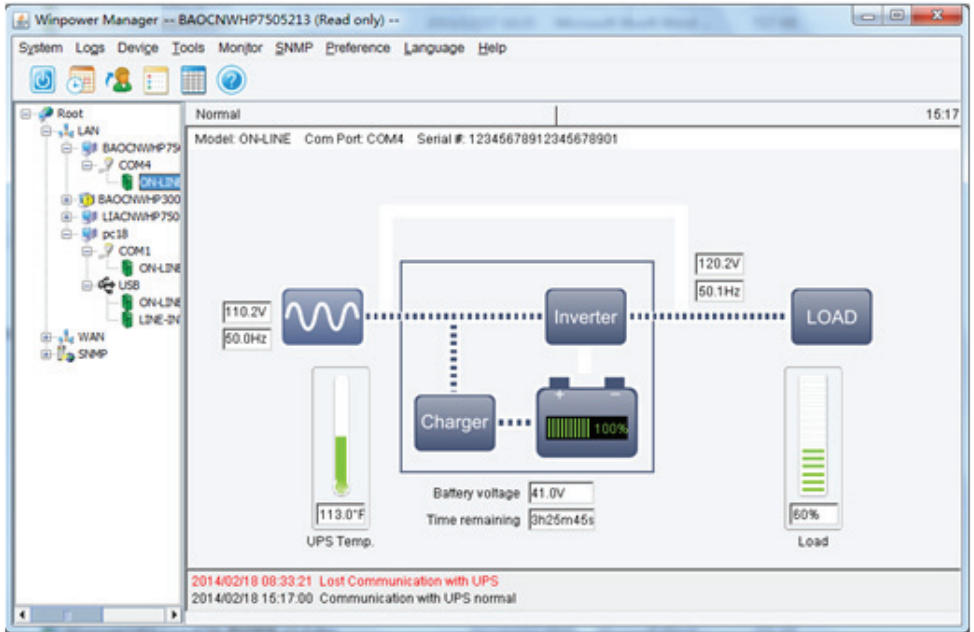 Winpower Manager -- BAOCNWHP7505213 (Read only) --
System Logs Device Tools Monitor SNMP Preference Language Help
Root
LAN
BAOCNWHP75
COM4
ON-LINE
BAOCNWHP300
LIACNWHP750
pc18
COM1
ON-LINE
USB
ON-LINE
LINE-IN
WAN
SNMP
Normal 15:17
Model: ON-LINE Com Port: COM4 Serial #: 12345678912345678901
120.2V
50.1Hz
110.2V
50.0Hz
Inverter
LOAD
Charger
+ −
100%
Battery voltage 41.0V
Time remaining 3h25m45s
113.0°F
UPS Temp.
60%
Load
2014/02/18 08:33:21 Lost Communication with UPS
2014/02/18 15:17:00 Communication with UPS normal